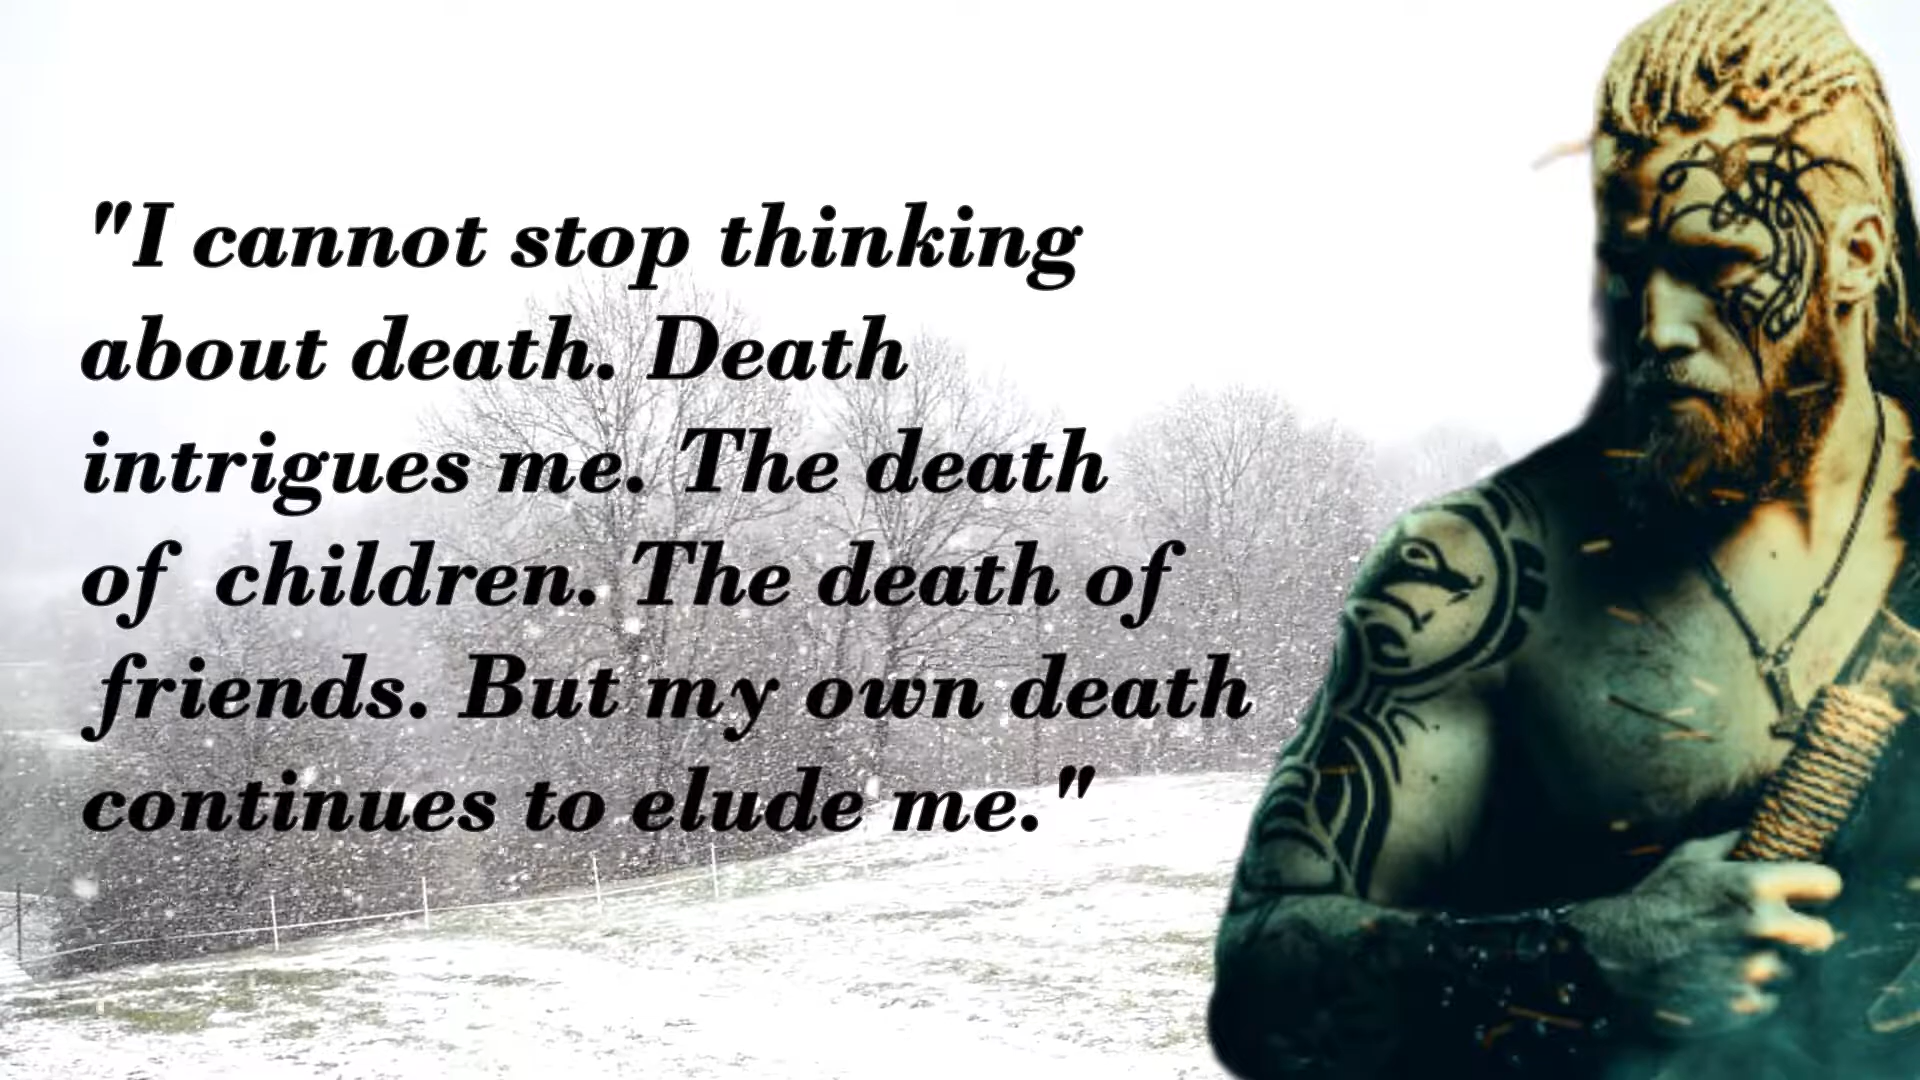 "I cannot stop thinking
about death. Death
intrigues me. The death
of children. The death of
friends. But my own death
continues to elude me."